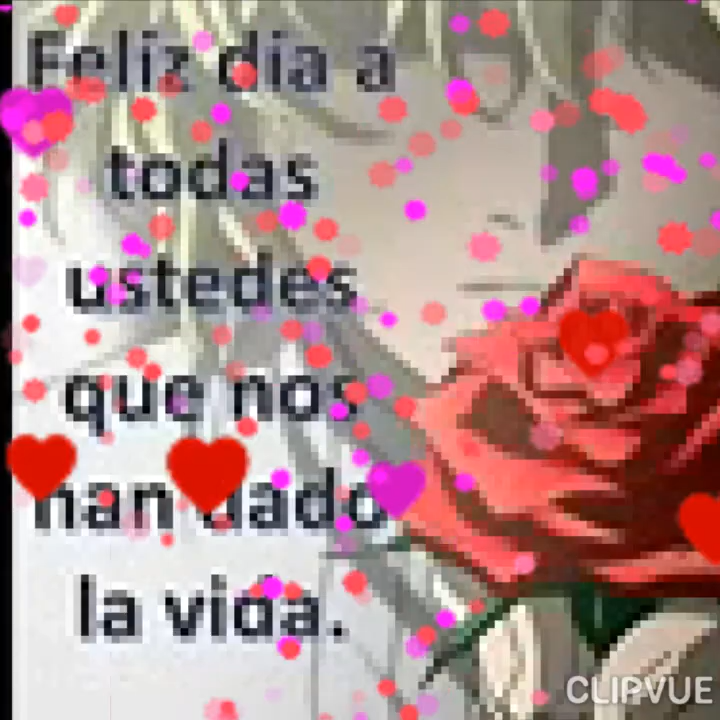 Feliz dia a
todas
ustedes
que nos
han dado
la vida.
CLIPVUE